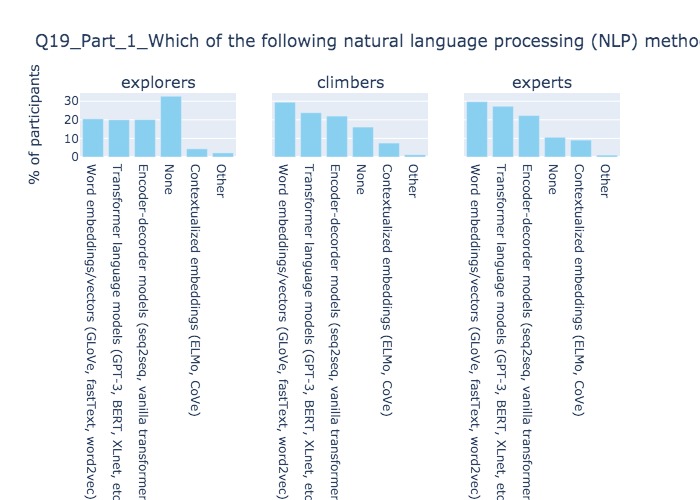 Q19_Part_1_Which of the following natural language processing (NLP) metho
% of participants
explorers
climbers
experts
30
20
10
0
Word embeddings/vectors (GLoVe, fastText, word2vec)
Transformer language models (GPT-3, BERT, XLnet, etc
Encoder-decorder models (seq2seq, vanilla transformer
None
Contextualized embeddings (ELMo, CoVe)
Other
Word embeddings/vectors (GLoVe, fastText, word2vec)
Transformer language models (GPT-3, BERT, XLnet, etc
Encoder-decorder models (seq2seq, vanilla transformer
None
Contextualized embeddings (ELMo, CoVe)
Other
Word embeddings/vectors (GLoVe, fastText, word2vec)
Transformer language models (GPT-3, BERT, XLnet, etc
Encoder-decorder models (seq2seq, vanilla transformer
None
Contextualized embeddings (ELMo, CoVe)
Other